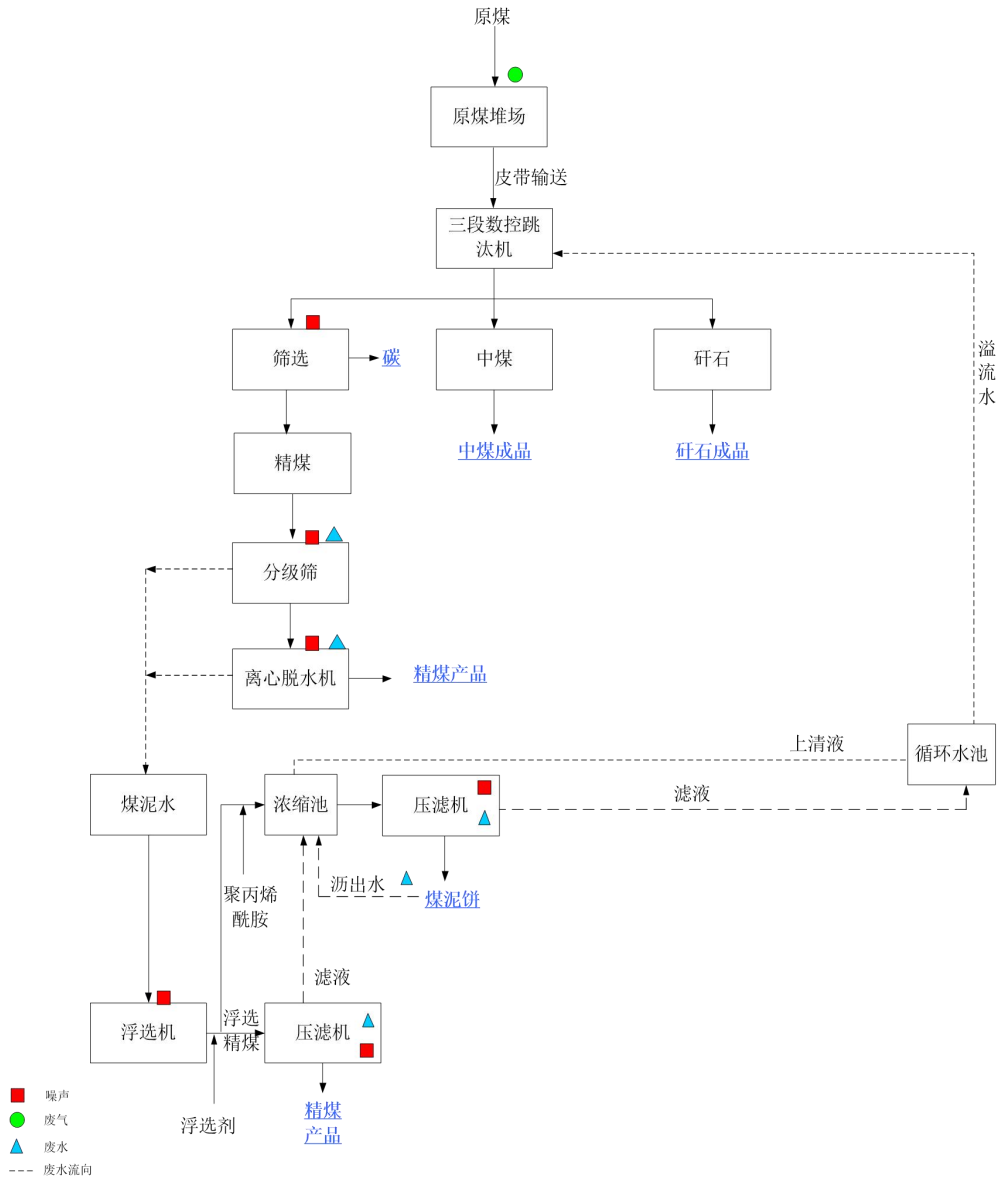 原煤
原煤堆场
皮带输送
三段数控跳
汰机
筛选
碳
中煤
矸石
溢
流
水
中煤成品
矸石成品
精煤
分级筛
离心脱水机
精煤产品
上清液
循环水池
煤泥水
浓缩池
压滤机
滤液
沥出水
煤泥饼
聚丙烯
酰胺
滤液
浮选机
浮选
精煤
压滤机
浮选剂
精煤
产品
噪声
废气
废水
废水流向